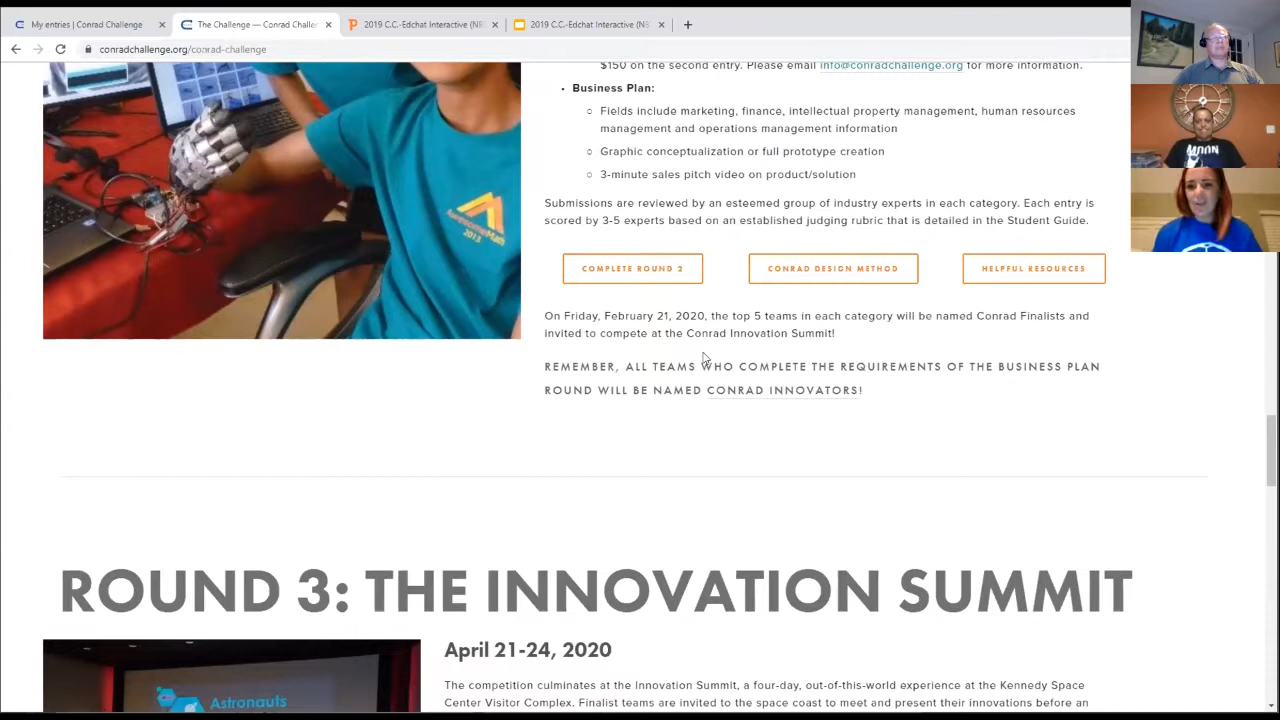 My entries | Conrad Challenge
The Challenge — Conrad Challe
2019 C.C.-Edchat Interactive (NR
2019 C.C.-Edchat Interactive (N
conradchallenge.org/conrad-challenge
$150 on the second entry. Please email info@conradchallenge.org for more information.
• Business Plan:
○ Fields include marketing, finance, intellectual property management, human resources
management and operations management information
○ Graphic conceptualization or full prototype creation
○ 3-minute sales pitch video on product/solution
Submissions are reviewed by an esteemed group of industry experts in each category. Each entry is
scored by 3-5 experts based on an established judging rubric that is detailed in the Student Guide.
COMPLETE ROUND 2
CONRAD DESIGN METHOD
HELPFUL RESOURCES
On Friday, February 21, 2020, the top 5 teams in each category will be named Conrad Finalists and
invited to compete at the Conrad Innovation Summit!
REMEMBER, ALL TEAMS WHO COMPLETE THE REQUIREMENTS OF THE BUSINESS PLAN
ROUND WILL BE NAMED CONRAD INNOVATORS!
ROUND 3: THE INNOVATION SUMMIT
April 21-24, 2020
The competition culminates at the Innovation Summit, a four-day, out-of-this-world experience at the Kennedy Space
Center Visitor Complex. Finalist teams are invited to the space coast to meet and present their innovations before an
Astronauts
AwesomeMath
2013
MOON